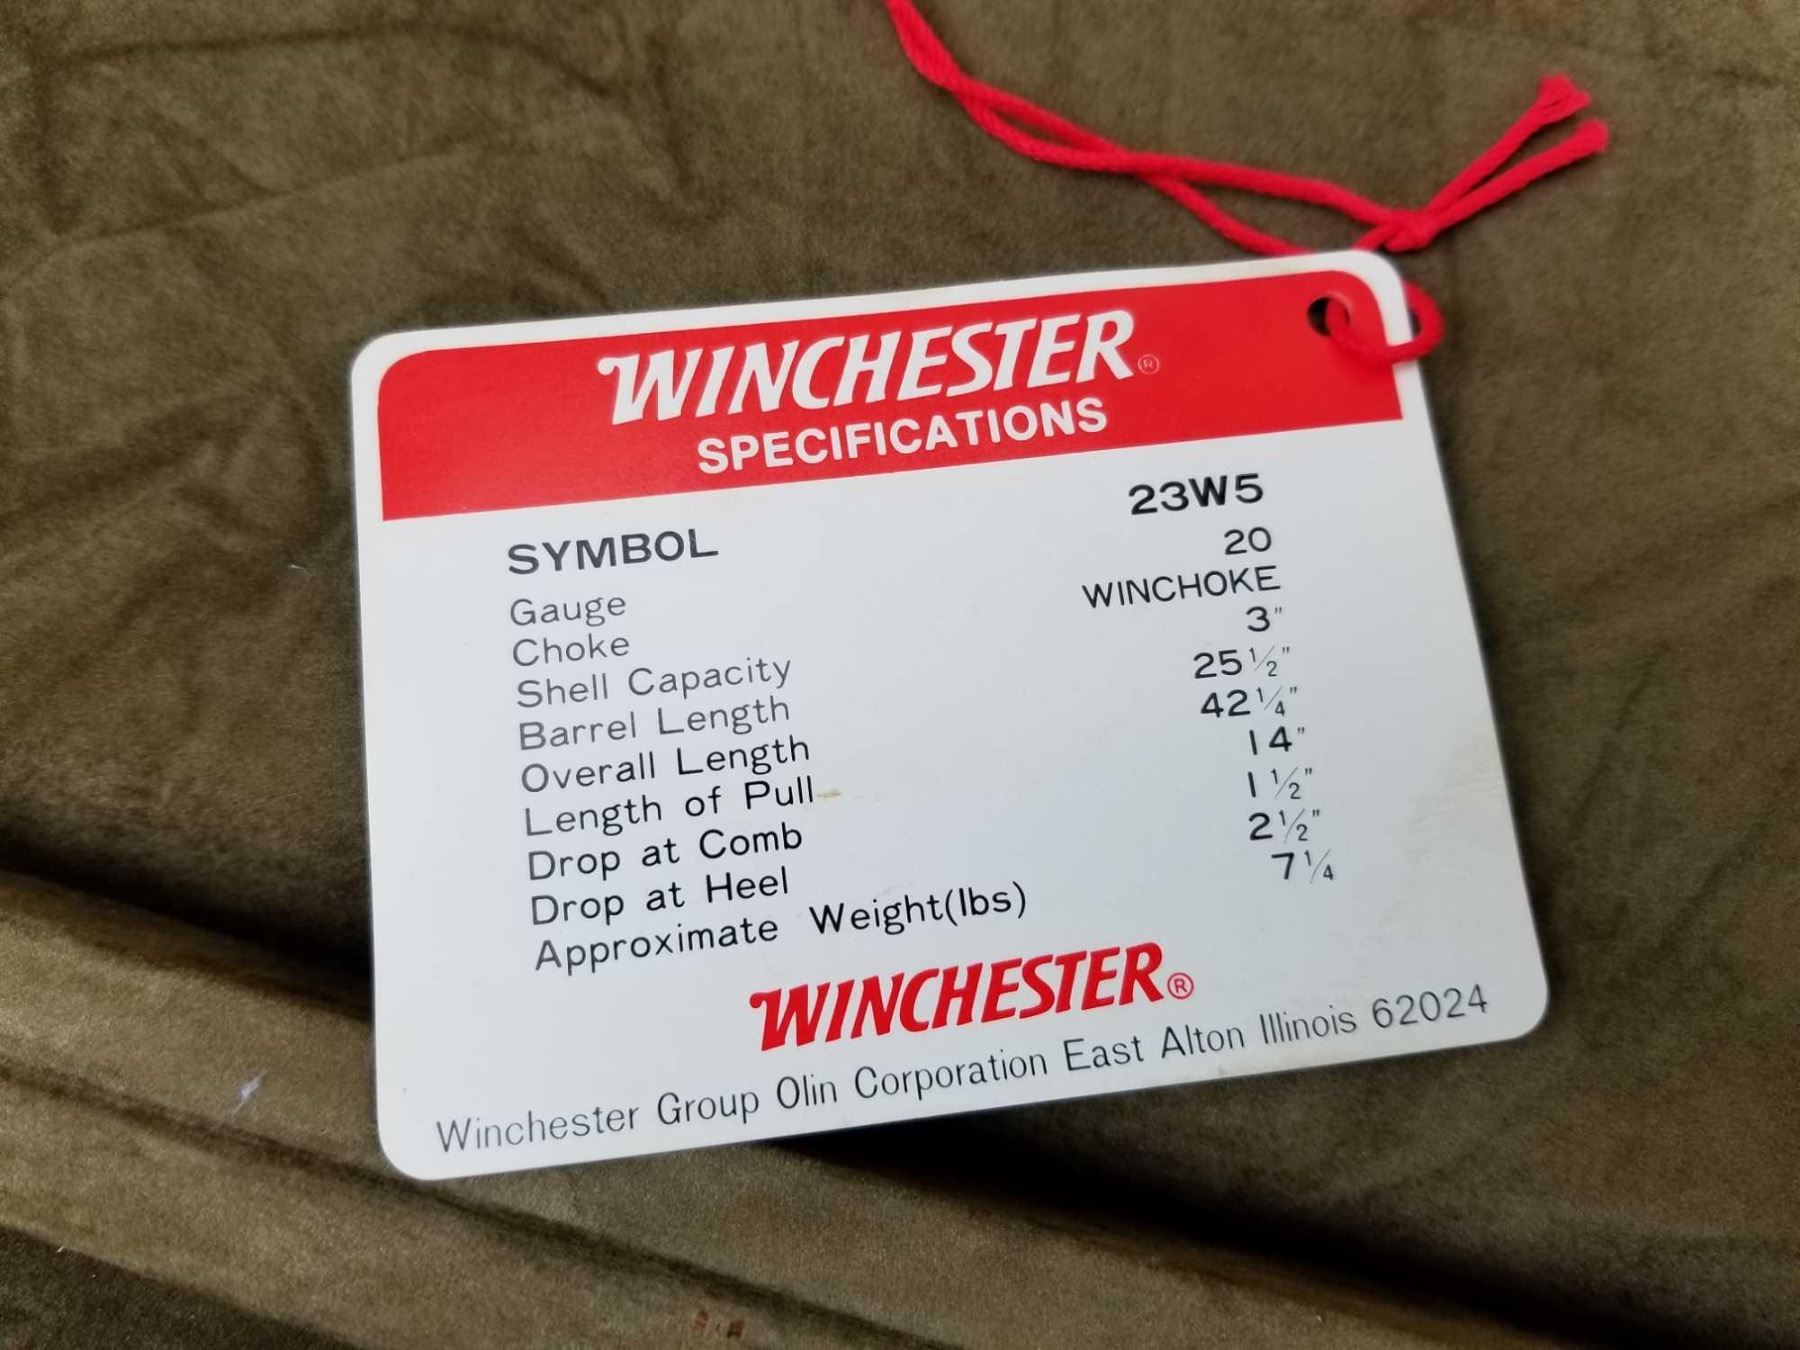 WINCHESTER®
SPECIFICATIONS
SYMBOL 23W5
Gauge 20
Choke WINCHOKE
Shell Capacity 3"
Barrel Length 25½"
Overall Length 42¼"
Length of Pull 14"
Drop at Comb 1½"
Drop at Heel 2½"
Approximate Weight(lbs) 7¼
WINCHESTER®
Winchester Group Olin Corporation East Alton Illinois 62024